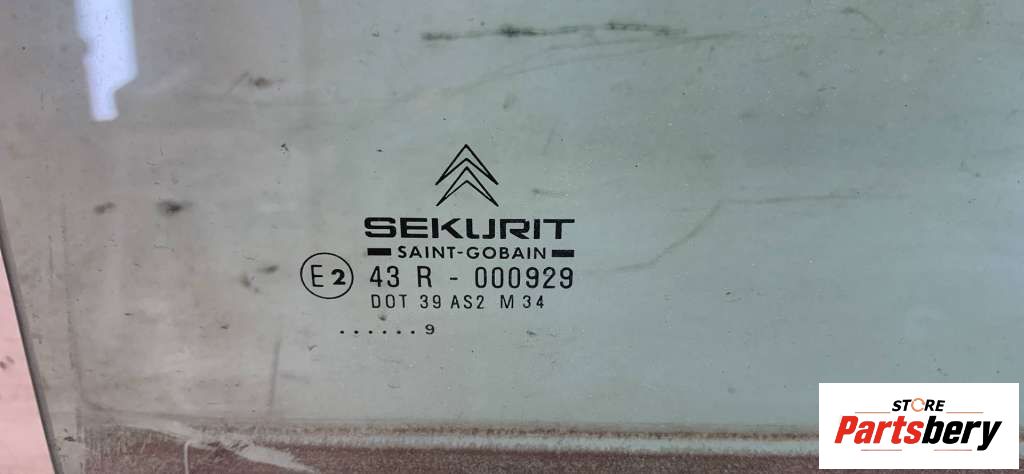 SEKURIT
SAINT-GOBAIN
E2 43 R - 000929
DOT 39 AS2 M34
......9
STORE
Partsbery